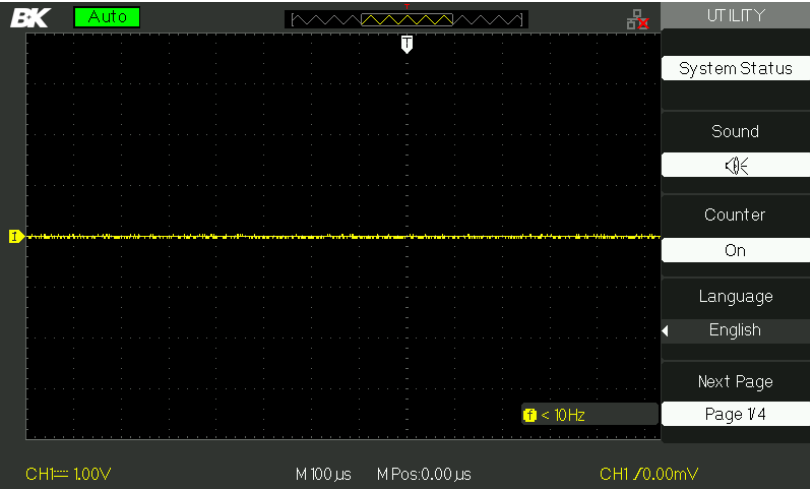 BK Auto UTILITY
T
System Status
Sound
Counter
On
Language
English
Next Page
Page 1/4
1
f < 10Hz
CH1 1.00V M 100µs M Pos:0.00µs CH1 0.00mV